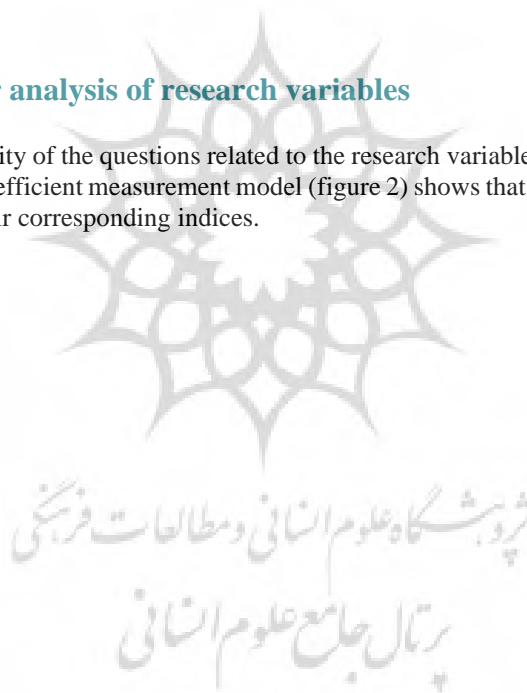 r analysis of research variables
ity of the questions related to the research variable
efficient measurement model (figure 2) shows that
ir corresponding indices.
پژوهشگاه علوم انسانی و مطالعات فرهنگی
پرتال جامع علوم انسانی